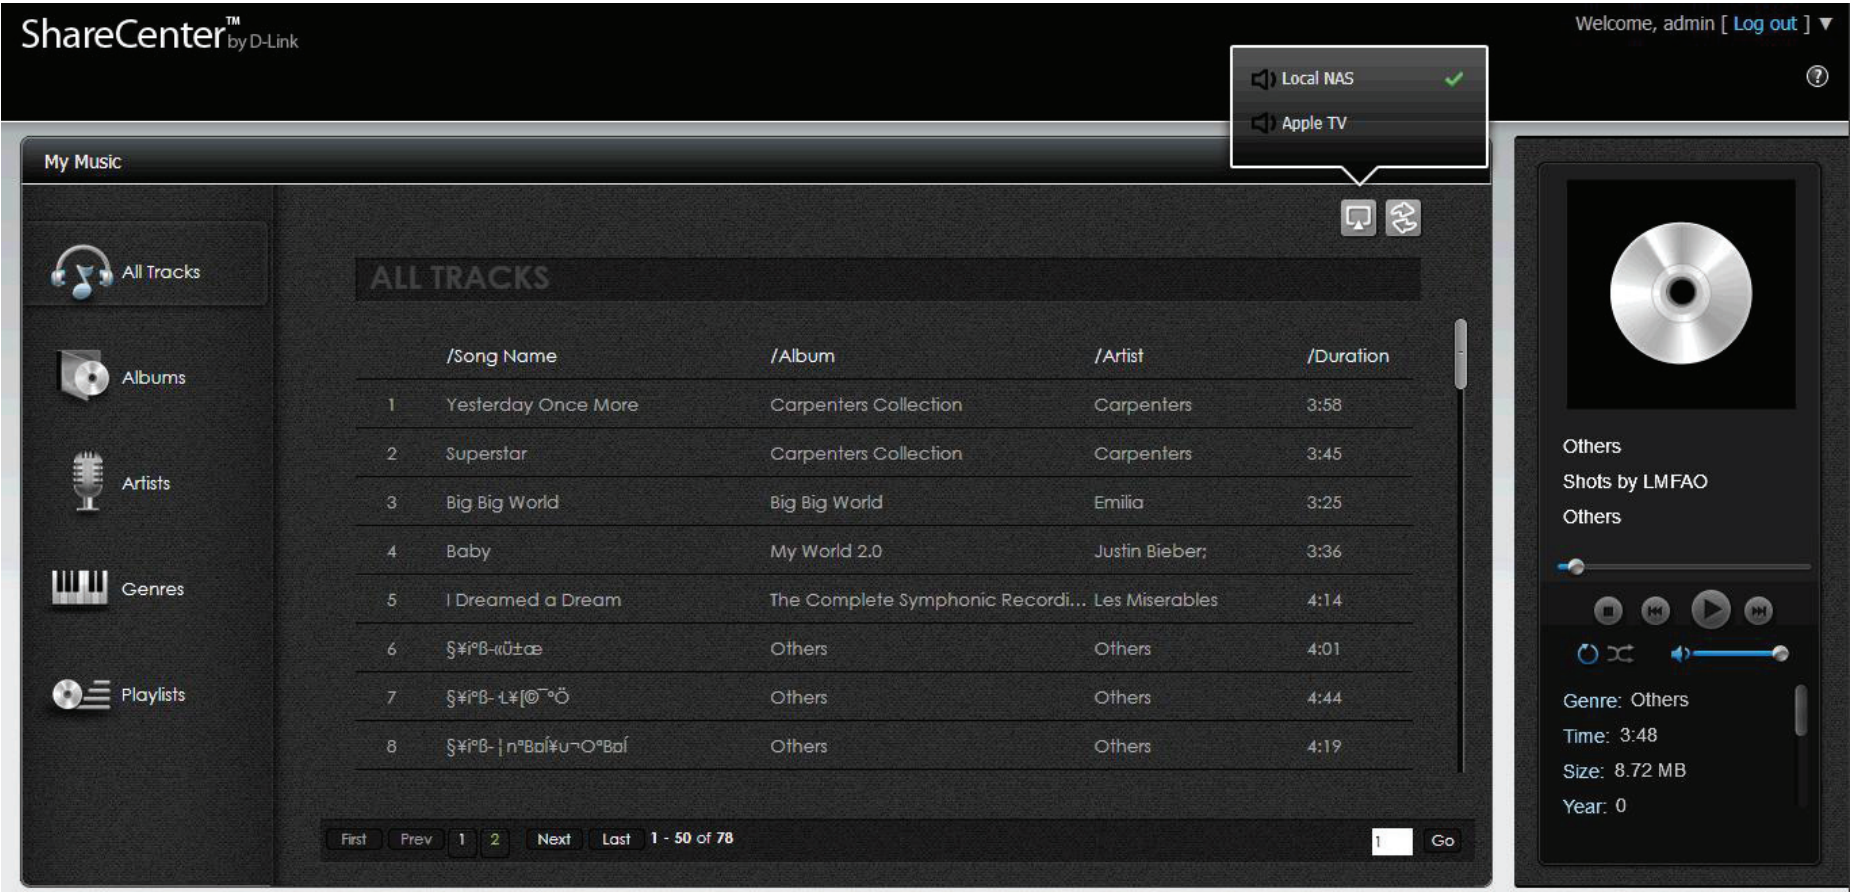 ShareCenter™ by D-Link
Welcome, admin [ Log out ] ▼
?
Local NAS
Apple TV
My Music
All Tracks
Albums
Artists
Genres
Playlists
ALL TRACKS
/Song Name /Album /Artist /Duration
1 Yesterday Once More Carpenters Collection Carpenters 3:58
2 Superstar Carpenters Collection Carpenters 3:45
3 Big Big World Big Big World Emilia 3:25
4 Baby My World 2.0 Justin Bieber; 3:36
5 I Dreamed a Dream The Complete Symphonic Recordi... Les Miserables 4:14
6 Others Others 4:01
7 Others Others 4:44
8 Others Others 4:19
First Prev 1 2 Next Last 1 - 50 of 78 1 Go
Others
Shots by LMFAO
Others
Genre: Others
Time: 3:48
Size: 8.72 MB
Year: 0